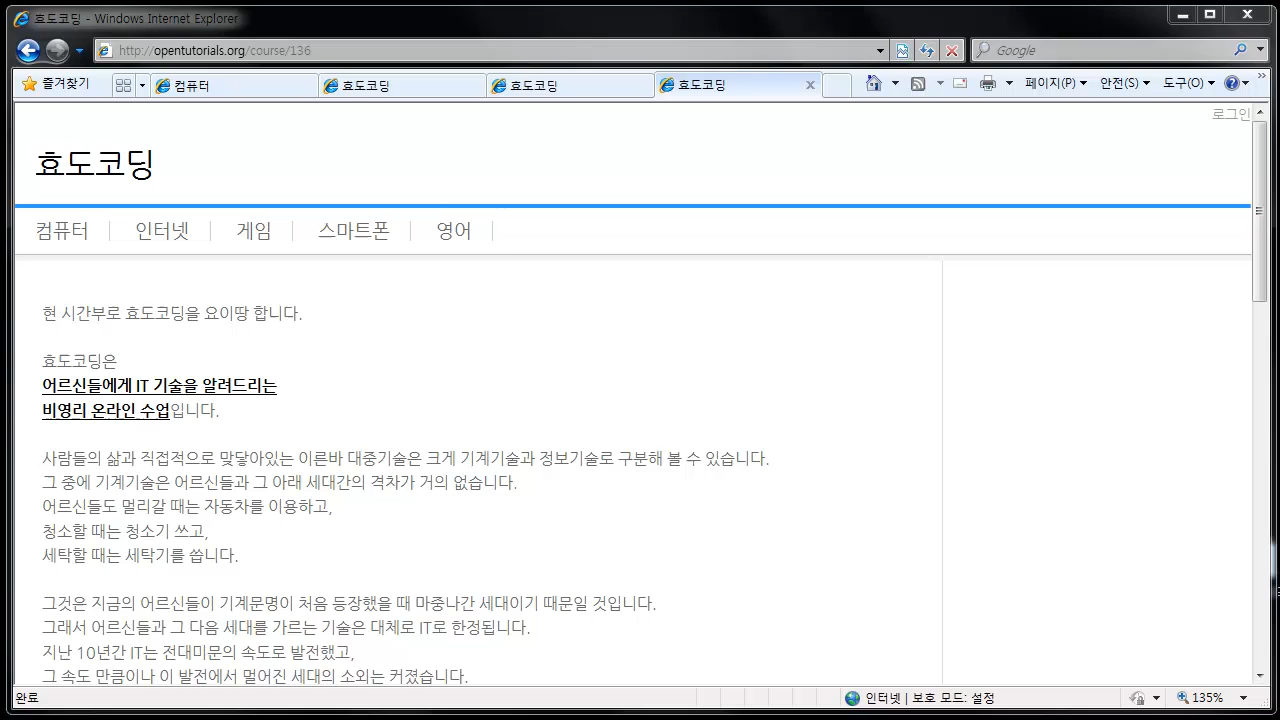 효도코딩 - Windows Internet Explorer
http://opentutorials.org/course/136
Google
즐겨찾기
컴퓨터
효도코딩
효도코딩
효도코딩
페이지(P)
안전(S)
도구(O)
로그인
효도코딩
컴퓨터
인터넷
게임
스마트폰
영어
현 시간부로 효도코딩을 요이땅 합니다.
효도코딩은
어르신들에게 IT 기술을 알려드리는
비영리 온라인 수업입니다.
사람들의 삶과 직접적으로 맞닿아있는 이른바 대중기술은 크게 기계기술과 정보기술로 구분해 볼 수 있습니다.
그 중에 기계기술은 어르신들과 그 아래 세대간의 격차가 거의 없습니다.
어르신들도 멀리갈 때는 자동차를 이용하고,
청소할 때는 청소기 쓰고,
세탁할 때는 세탁기를 씁니다.
그것은 지금의 어르신들이 기계문명이 처음 등장했을 때 마중나간 세대이기 때문일 것입니다.
그래서 어르신들과 그 다음 세대를 가르는 기술은 대체로 IT로 한정됩니다.
지난 10년간 IT는 전대미문의 속도로 발전했고,
그 속도 만큼이나 이 발전에서 멀어진 세대의 소외는 커졌습니다.
완료
인터넷 | 보호 모드: 설정
135%